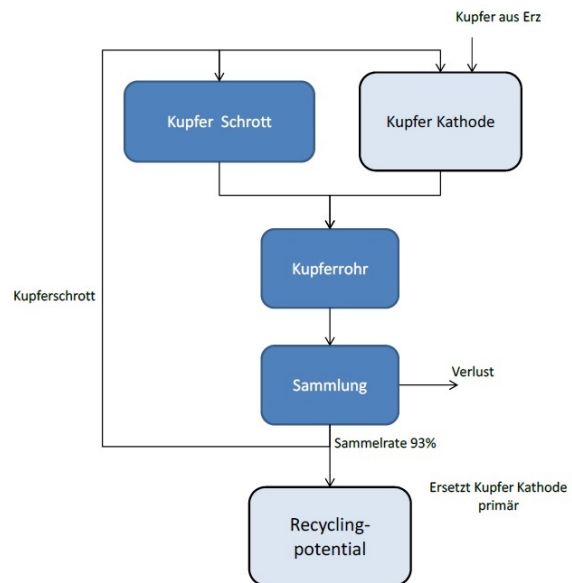 Kupfer aus Erz
Kupfer Schrott
Kupfer Kathode
Kupferrohr
Kupferschrott
Sammlung
Verlust
Sammelrate 93%
Ersetzt Kupfer Kathode
primär
Recycling-
potential